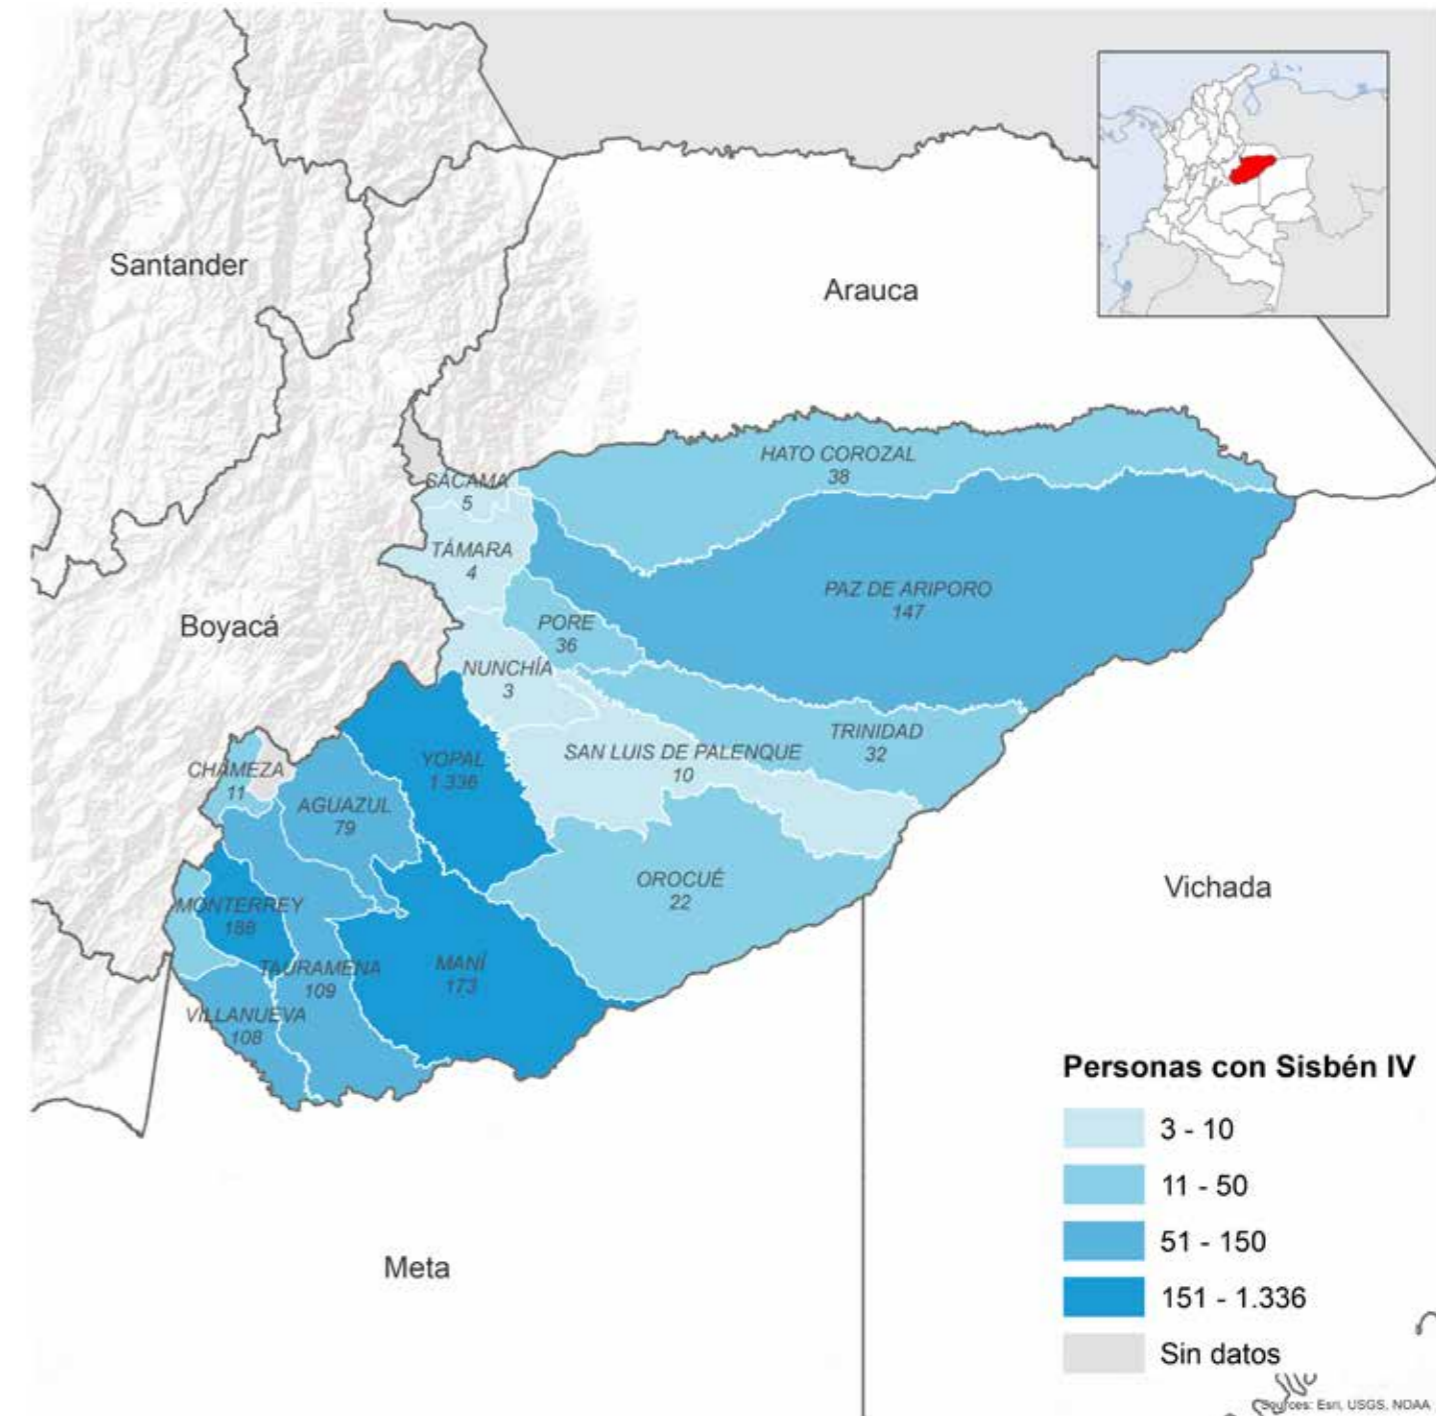 Santander
Arauca
HATO COROZAL
38
SÁCAMA
5
TÁMARA
4
PAZ DE ARIPORO
147
Boyacá
PORE
36
NUNCHÍA
3
TRINIDAD
32
SAN LUIS DE PALENQUE
10
YOPAL
1.336
CHÁMEZA
11
AGUAZUL
79
OROCUÉ
22
Vichada
MONTERREY
188
MANÍ
173
TAURAMENA
109
VILLANUEVA
108
Meta
Personas con Sisbén IV
3 - 10
11 - 50
51 - 150
151 - 1.336
Sin datos
Sources: Esri, USGS, NOAA